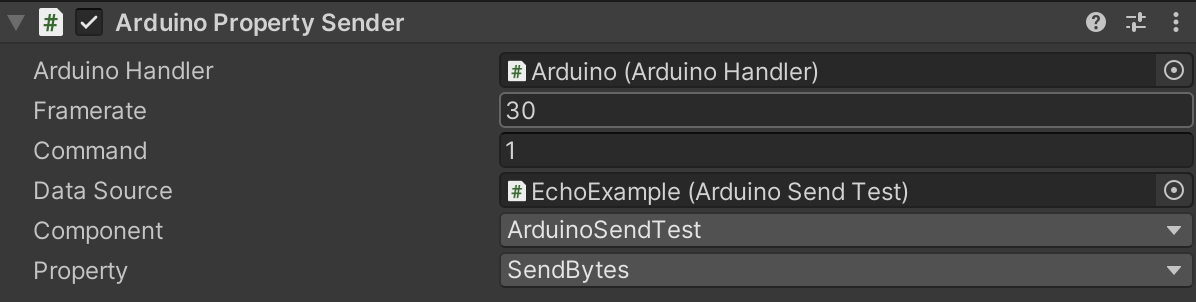 Arduino Property Sender
Arduino Handler # Arduino (Arduino Handler)
Framerate 30
Command 1
Data Source # EchoExample (Arduino Send Test)
Component ArduinoSendTest
Property SendBytes